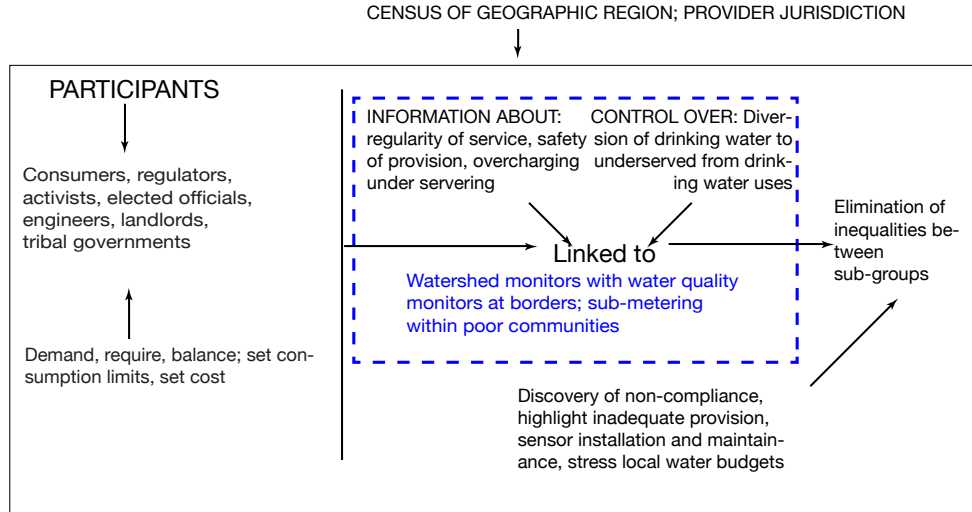 CENSUS OF GEOGRAPHIC REGION; PROVIDER JURISDICTION
PARTICIPANTS
Consumers, regulators,
activists, elected officials,
engineers, landlords,
tribal governments
Demand, require, balance; set con-
sumption limits, set cost
INFORMATION ABOUT:
regularity of service, safety
of provision, overcharging
under servering
CONTROL OVER: Diver-
sion of drinking water to
underserved from drink-
ing water uses
Linked to
Watershed monitors with water quality
monitors at borders; sub-metering
within poor communities
Elimination of
inequalities be-
tween
sub-groups
Discovery of non-compliance,
highlight inadequate provision,
sensor installation and maintain-
ance, stress local water budgets